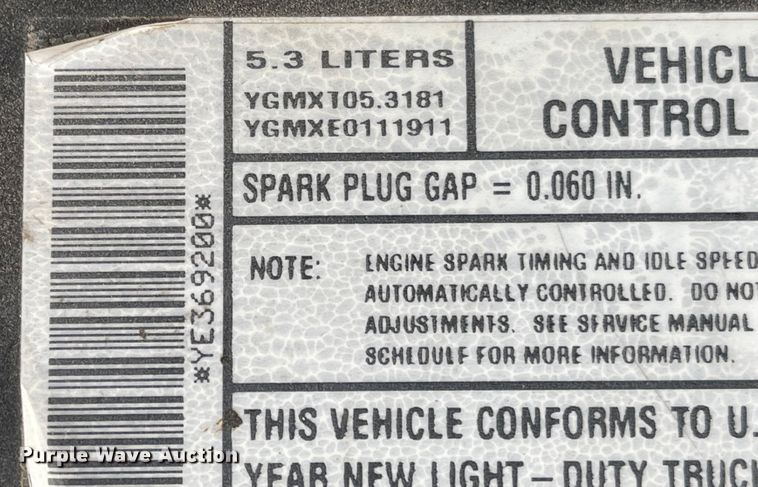 5.3 LITERS
YGMXT05.3181
YGMXE0111911
VEHICL
CONTROL
SPARK PLUG GAP = 0.060 IN.
NOTE: ENGINE SPARK TIMING AND IDLE SPEED
AUTOMATICALLY CONTROLLED. DO NO
ADJUSTMENTS. SEE SERVICE MANUAL
SCHEDULE FOR MORE INFORMATION.
THIS VEHICLE CONFORMS TO U.
YEAR NEW LIGHT-DUTY TRUCK
*YE369200*
Purple Wave Auction